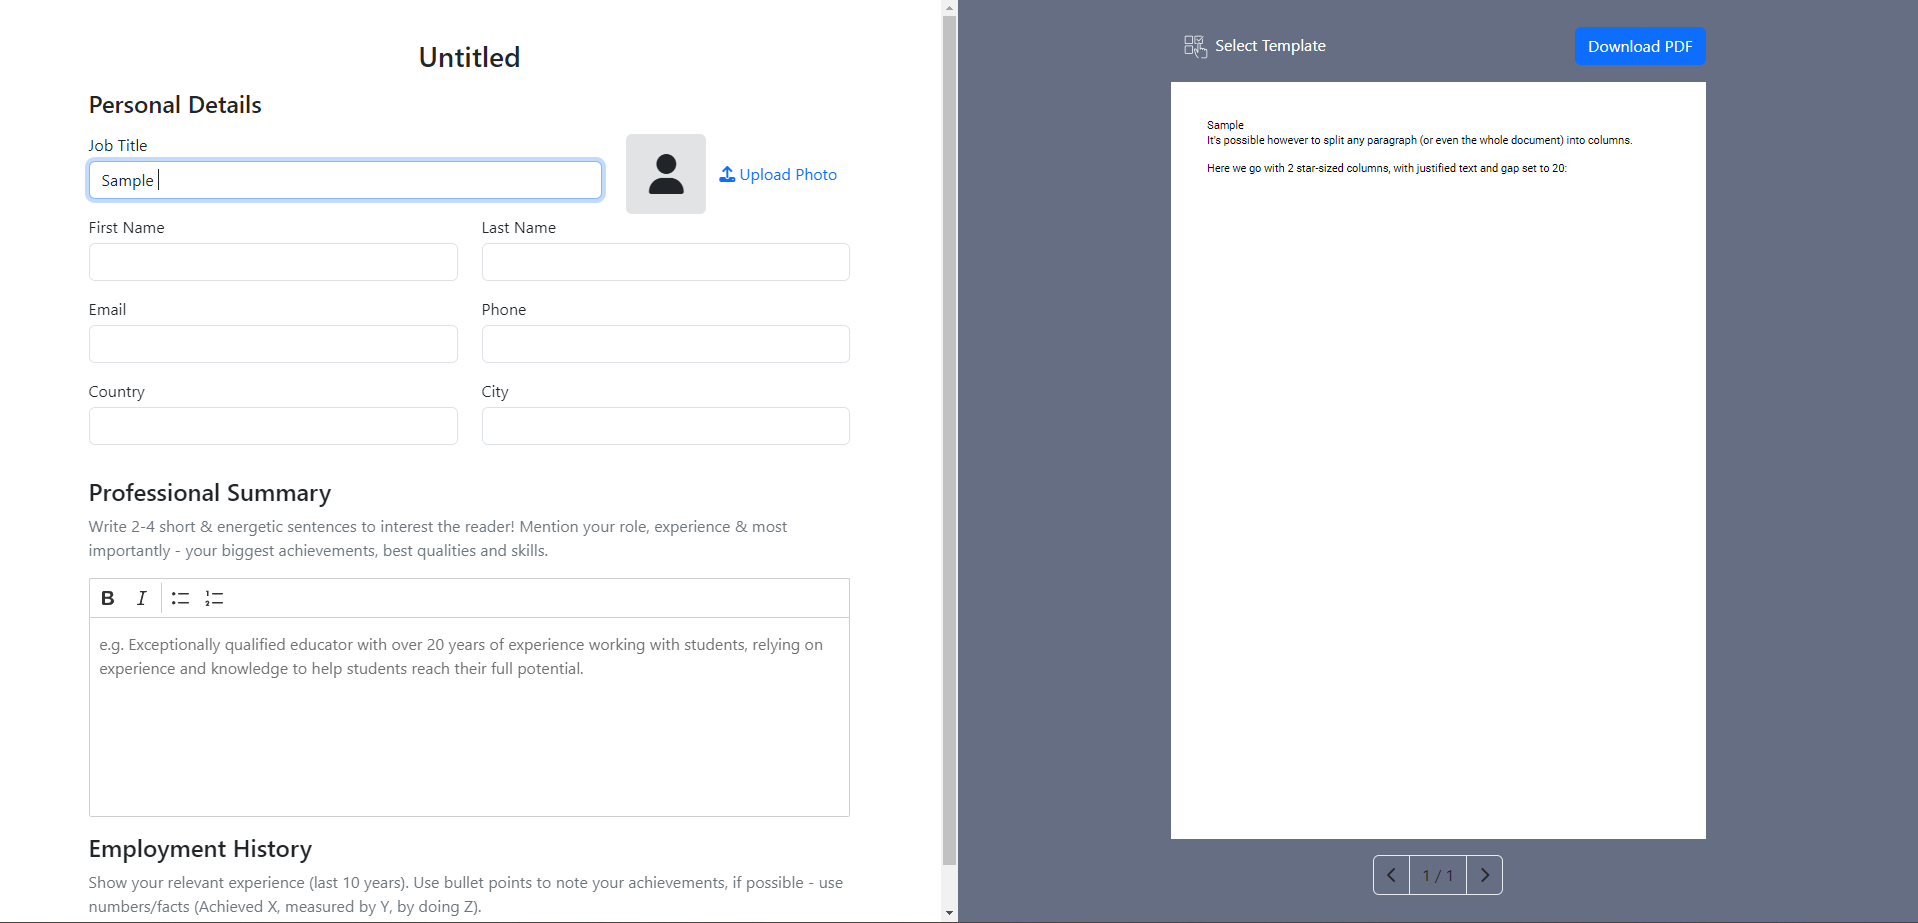 Untitled
Personal Details
Job Title
Sample
Upload Photo
First Name
Last Name
Email
Phone
Country
City
Professional Summary
Write 2-4 short & energetic sentences to interest the reader! Mention your role, experience & most
importantly - your biggest achievements, best qualities and skills.
B I
e.g. Exceptionally qualified educator with over 20 years of experience working with students, relying on
experience and knowledge to help students reach their full potential.
Employment History
Show your relevant experience (last 10 years). Use bullet points to note your achievements, if possible - use
numbers/facts (Achieved X, measured by Y, by doing Z).
Select Template
Download PDF
Sample
It's possible however to split any paragraph (or even the whole document) into columns.
Here we go with 2 star-sized columns, with justified text and gap set to 20:
1 / 1